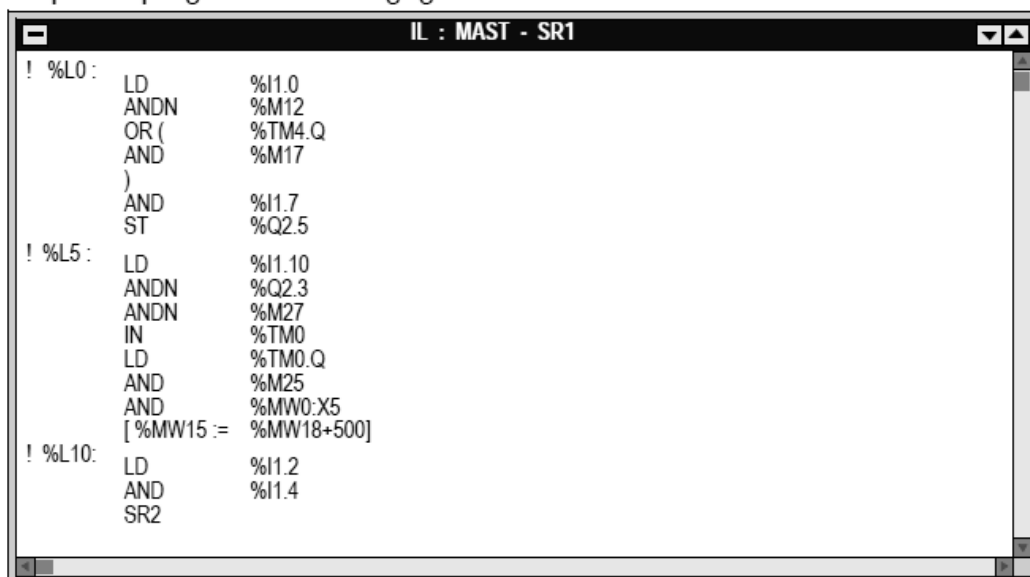 IL : MAST - SR1
! %L0 :
LD %I1.0
ANDN %M12
OR ( %TM4.Q
AND %M17
)
AND %I1.7
ST %Q2.5
! %L5 :
LD %I1.10
ANDN %Q2.3
ANDN %M27
IN %TM0
LD %TM0.Q
AND %M25
AND %MW0:X5
[ %MW15 := %MW18+500]
! %L10:
LD %I1.2
AND %I1.4
SR2